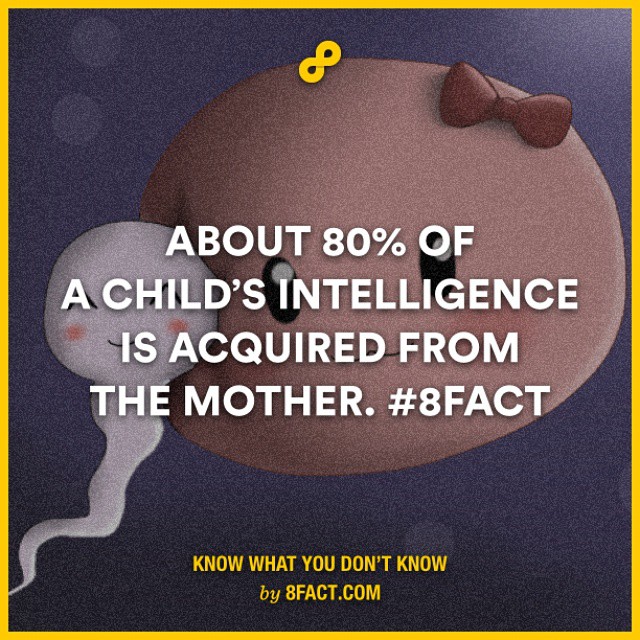 ABOUT 80% OF
A CHILD'S INTELLIGENCE
IS ACQUIRED FROM
THE MOTHER. #8FACT
KNOW WHAT YOU DON'T KNOW
by 8FACT.COM